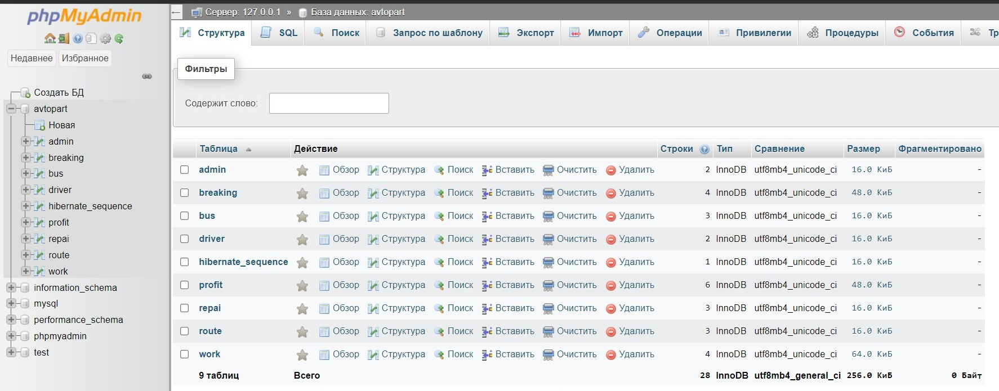 phpMyAdmin
Недавнее Избранное
Создать БД
avtopart
Новая
admin
breaking
bus
driver
hibernate_sequence
profit
repai
route
work
information_schema
mysql
performance_schema
phpmyadmin
test
← Сервер: 127.0.0.1 » База данных: avtopart
Структура SQL Поиск Запрос по шаблону Экспорт Импорт Операции Привилегии Процедуры События Тр
Фильтры
Содержит слово:
Таблица Действие Строки Тип Сравнение Размер Фрагментировано
admin Обзор Структура Поиск Вставить Очистить Удалить 2 InnoDB utf8mb4_unicode_ci 16.0 КиБ -
breaking Обзор Структура Поиск Вставить Очистить Удалить 4 InnoDB utf8mb4_unicode_ci 48.0 КиБ -
bus Обзор Структура Поиск Вставить Очистить Удалить 3 InnoDB utf8mb4_unicode_ci 16.0 КиБ -
driver Обзор Структура Поиск Вставить Очистить Удалить 2 InnoDB utf8mb4_unicode_ci 16.0 КиБ -
hibernate_sequence Обзор Структура Поиск Вставить Очистить Удалить 1 InnoDB utf8mb4_unicode_ci 16.0 КиБ -
profit Обзор Структура Поиск Вставить Очистить Удалить 6 InnoDB utf8mb4_unicode_ci 48.0 КиБ -
repai Обзор Структура Поиск Вставить Очистить Удалить 3 InnoDB utf8mb4_unicode_ci 16.0 КиБ -
route Обзор Структура Поиск Вставить Очистить Удалить 3 InnoDB utf8mb4_unicode_ci 16.0 КиБ -
work Обзор Структура Поиск Вставить Очистить Удалить 4 InnoDB utf8mb4_unicode_ci 64.0 КиБ -
9 таблиц Всего 28 InnoDB utf8mb4_general_ci 256.0 КиБ 0 Байт